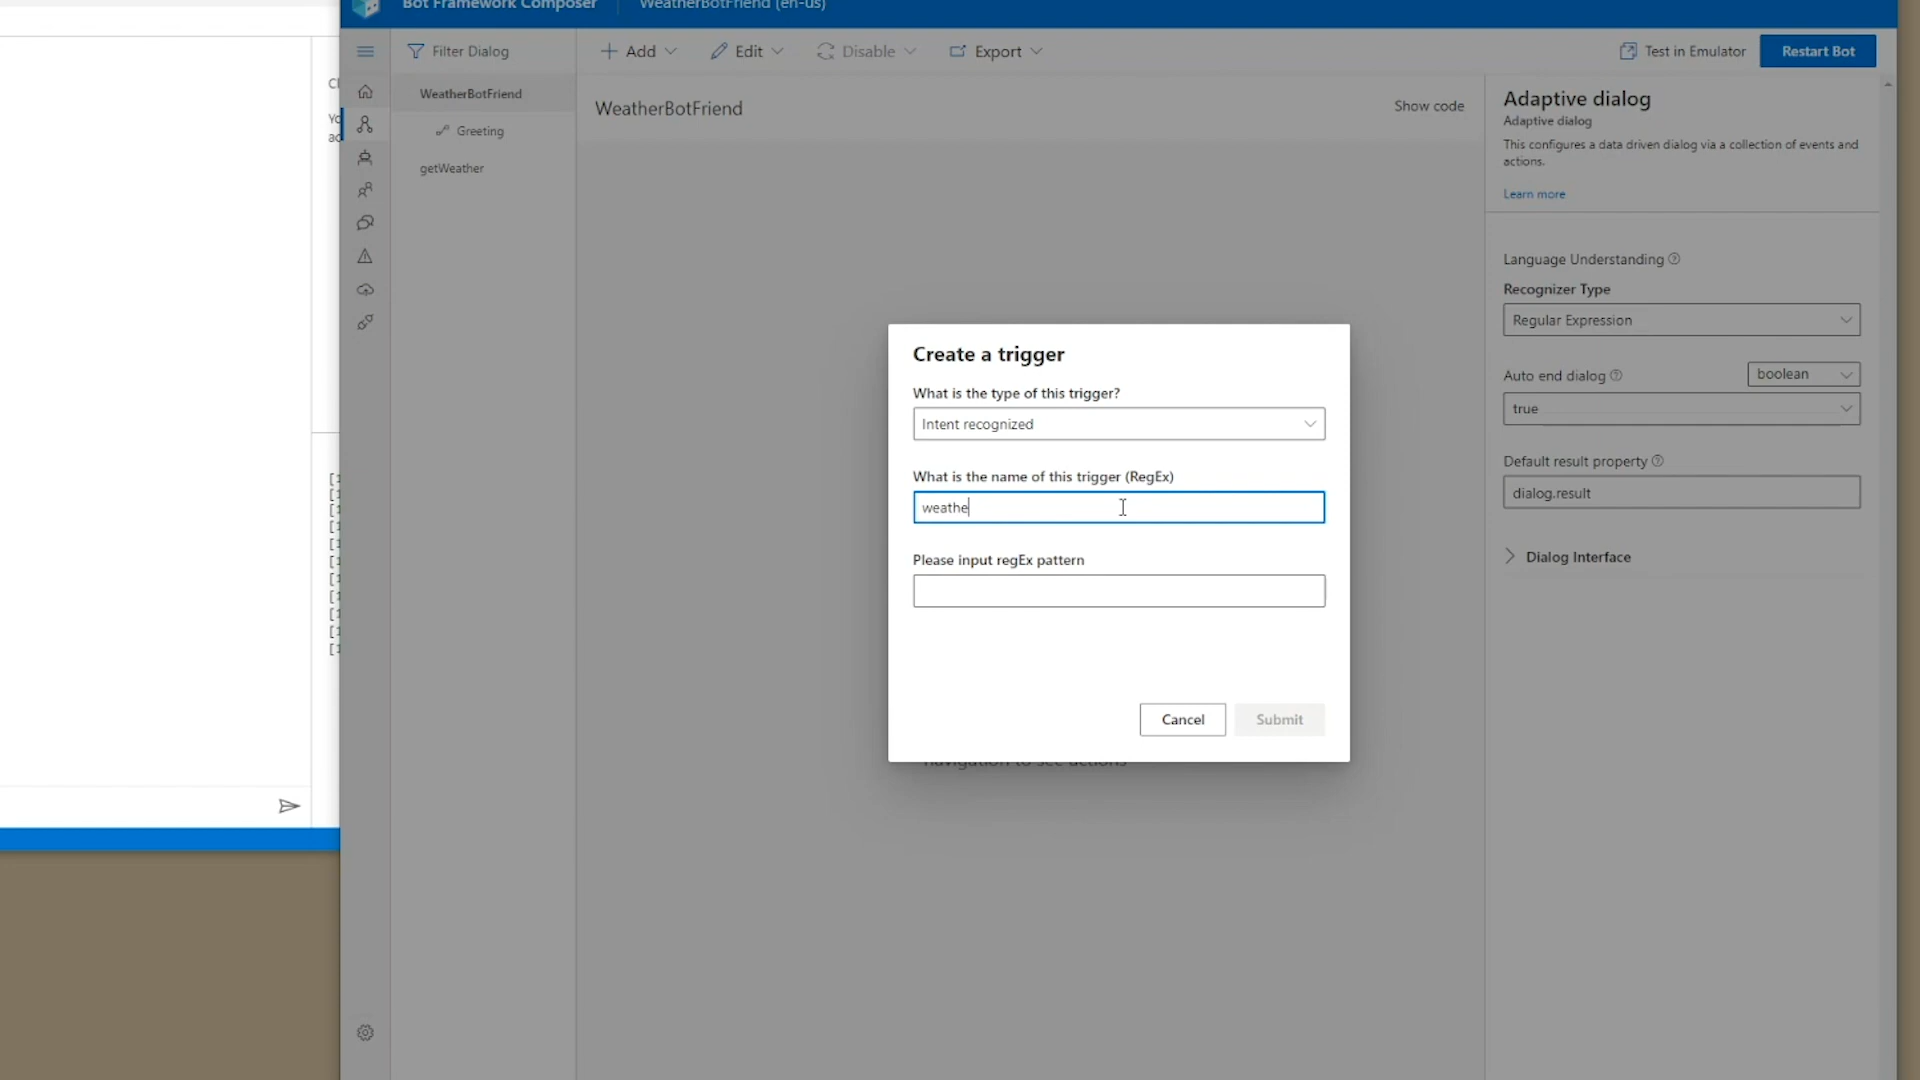 Bot Framework Composer
WeatherBotFriend (en-us)
Filter Dialog
Add
Edit
Disable
Export
Test in Emulator
Restart Bot
WeatherBotFriend
Greeting
getWeather
WeatherBotFriend
Show code
Adaptive dialog
Adaptive dialog
This configures a data driven dialog via a collection of events and
actions.
Learn more
Language Understanding
Recognizer Type
Regular Expression
Auto end dialog
boolean
true
Default result property
dialog.result
Dialog Interface
Create a trigger
What is the type of this trigger?
Intent recognized
What is the name of this trigger (RegEx)
weathe
Please input regEx pattern
Cancel
Submit
navigation to see actions